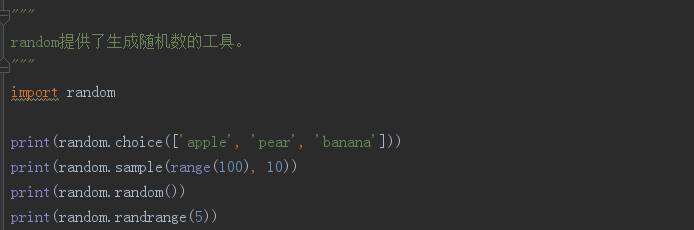 """
random提供了生成随机数的工具。
"""
import random
print(random.choice(['apple', 'pear', 'banana']))
print(random.sample(range(100), 10))
print(random.random())
print(random.randrange(5))